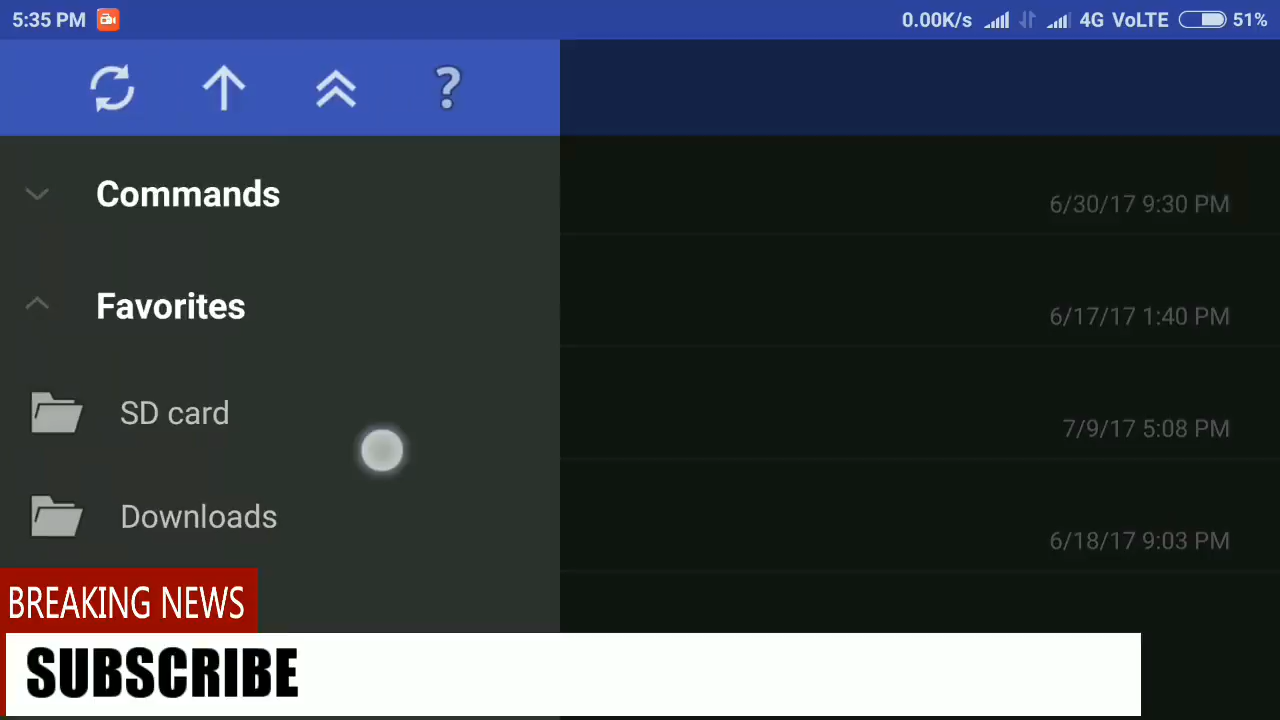 5:35 PM 0.00K/s 4G VoLTE 51%
?
Commands
6/30/17 9:30 PM
Favorites
6/17/17 1:40 PM
SD card
7/9/17 5:08 PM
Downloads
6/18/17 9:03 PM
BREAKING NEWS
SUBSCRIBE